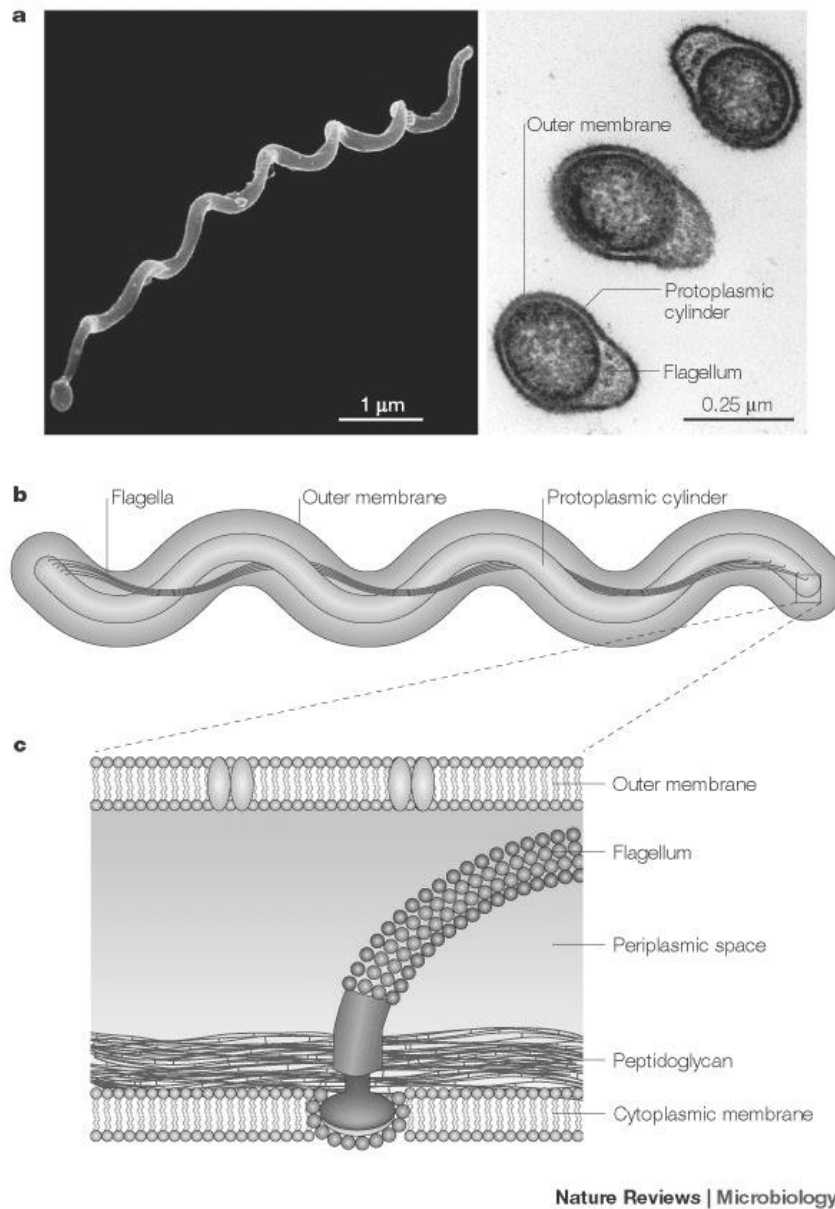 a
Outer membrane
Protoplasmic
cylinder
Flagellum
1 μm
0.25 μm
b
Flagella
Outer membrane
Protoplasmic cylinder
c
Outer membrane
Flagellum
Periplasmic space
Peptidoglycan
Cytoplasmic membrane
Nature Reviews | Microbiology